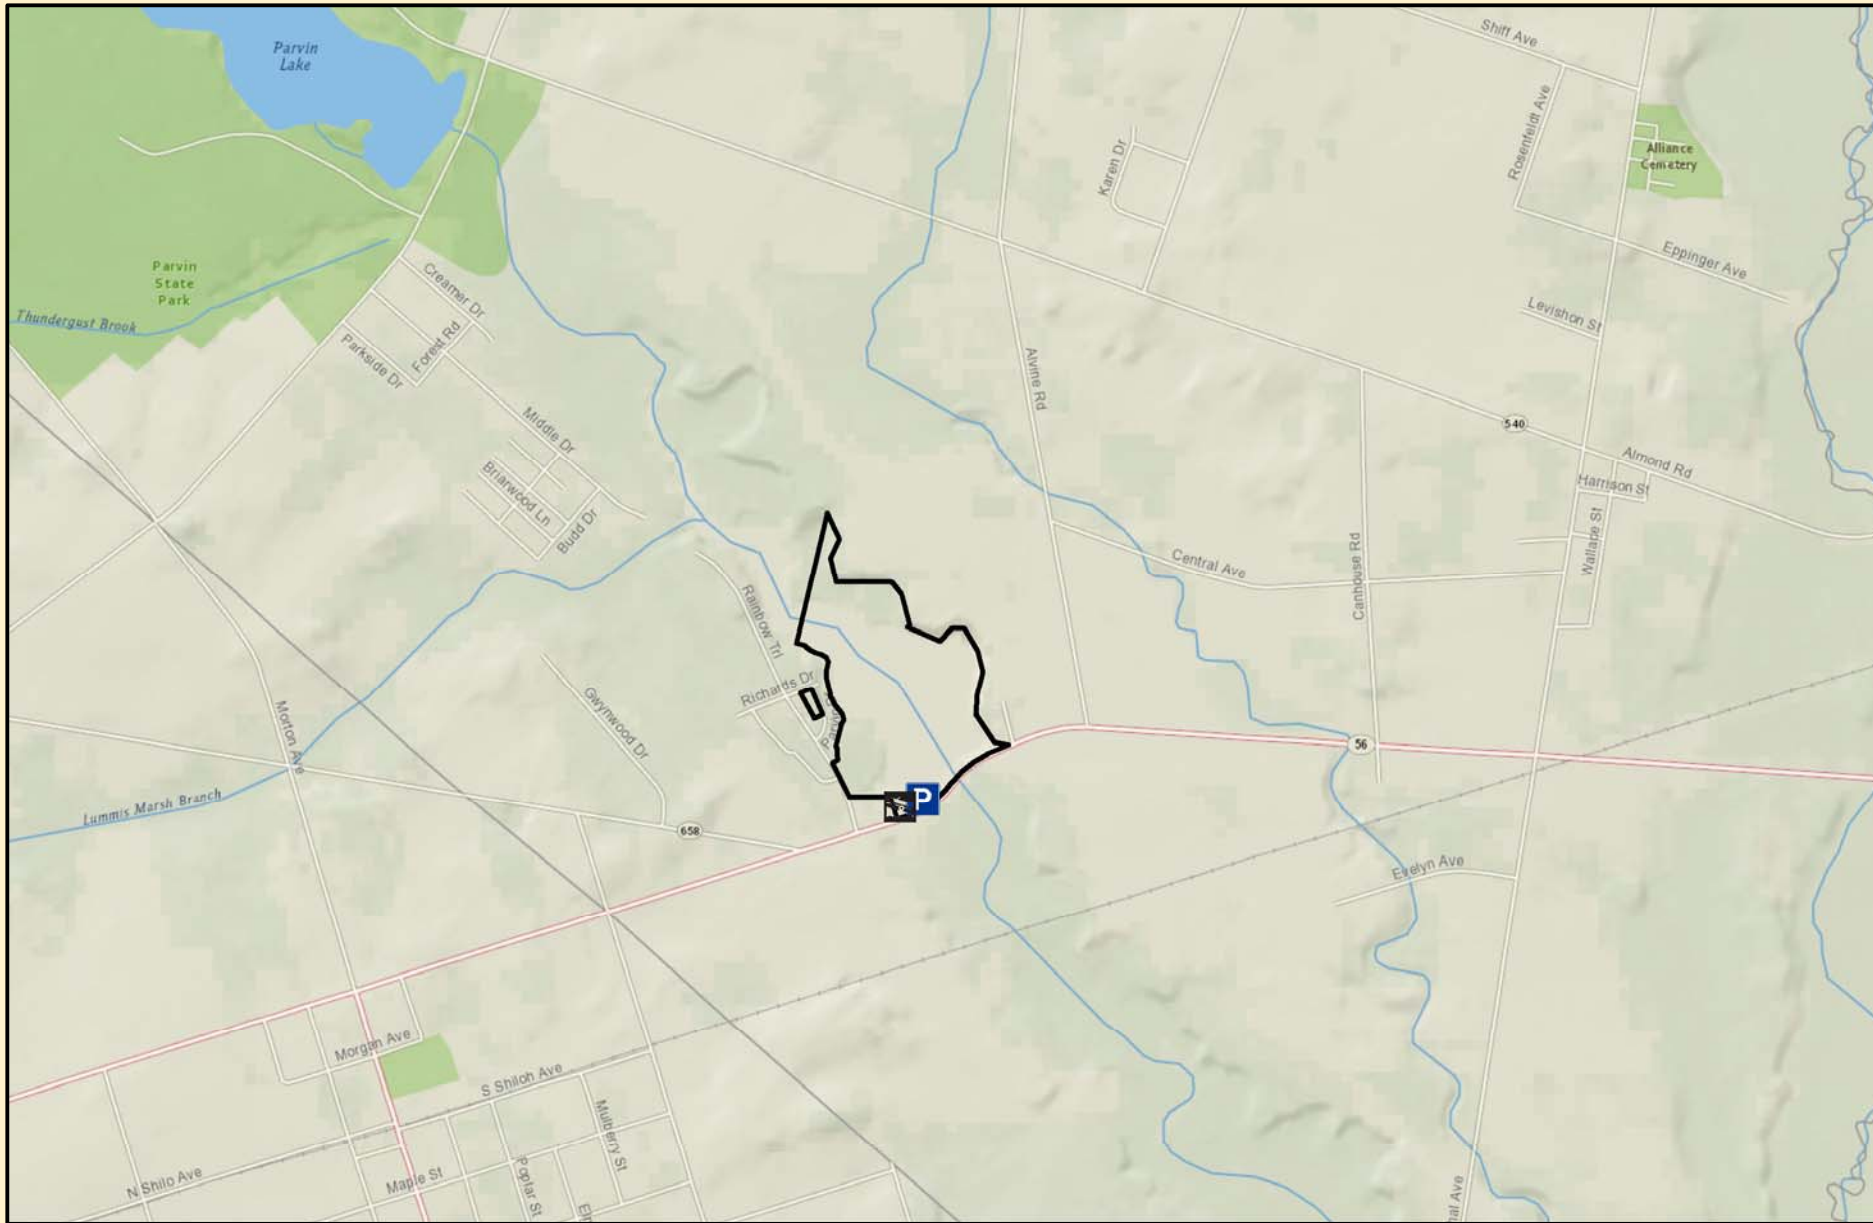 Parvin
Lake
Shiff Ave
Rosenfeldt Ave
Alliance
Cemetery
Karen Dr
Eppinger Ave
Parvin
State
Park
Creamer Dr
Thundergust Brook
Forest Rd
Parkside Dr
Levishon St
Alvine Rd
540
Middle Dr
Almond Rd
Briarwood Ln
Harrison St
Budd Dr
Wallace St
Central Ave
Canhouse Rd
Rainbow Trl
Richards Dr
Gwynwood Dr
Morton Ave
56
P
Lummis Marsh Branch
658
Evelyn Ave
Morgan Ave
S Shiloh Ave
Mulberry St
N Shilo Ave
Maple St
Poplar St